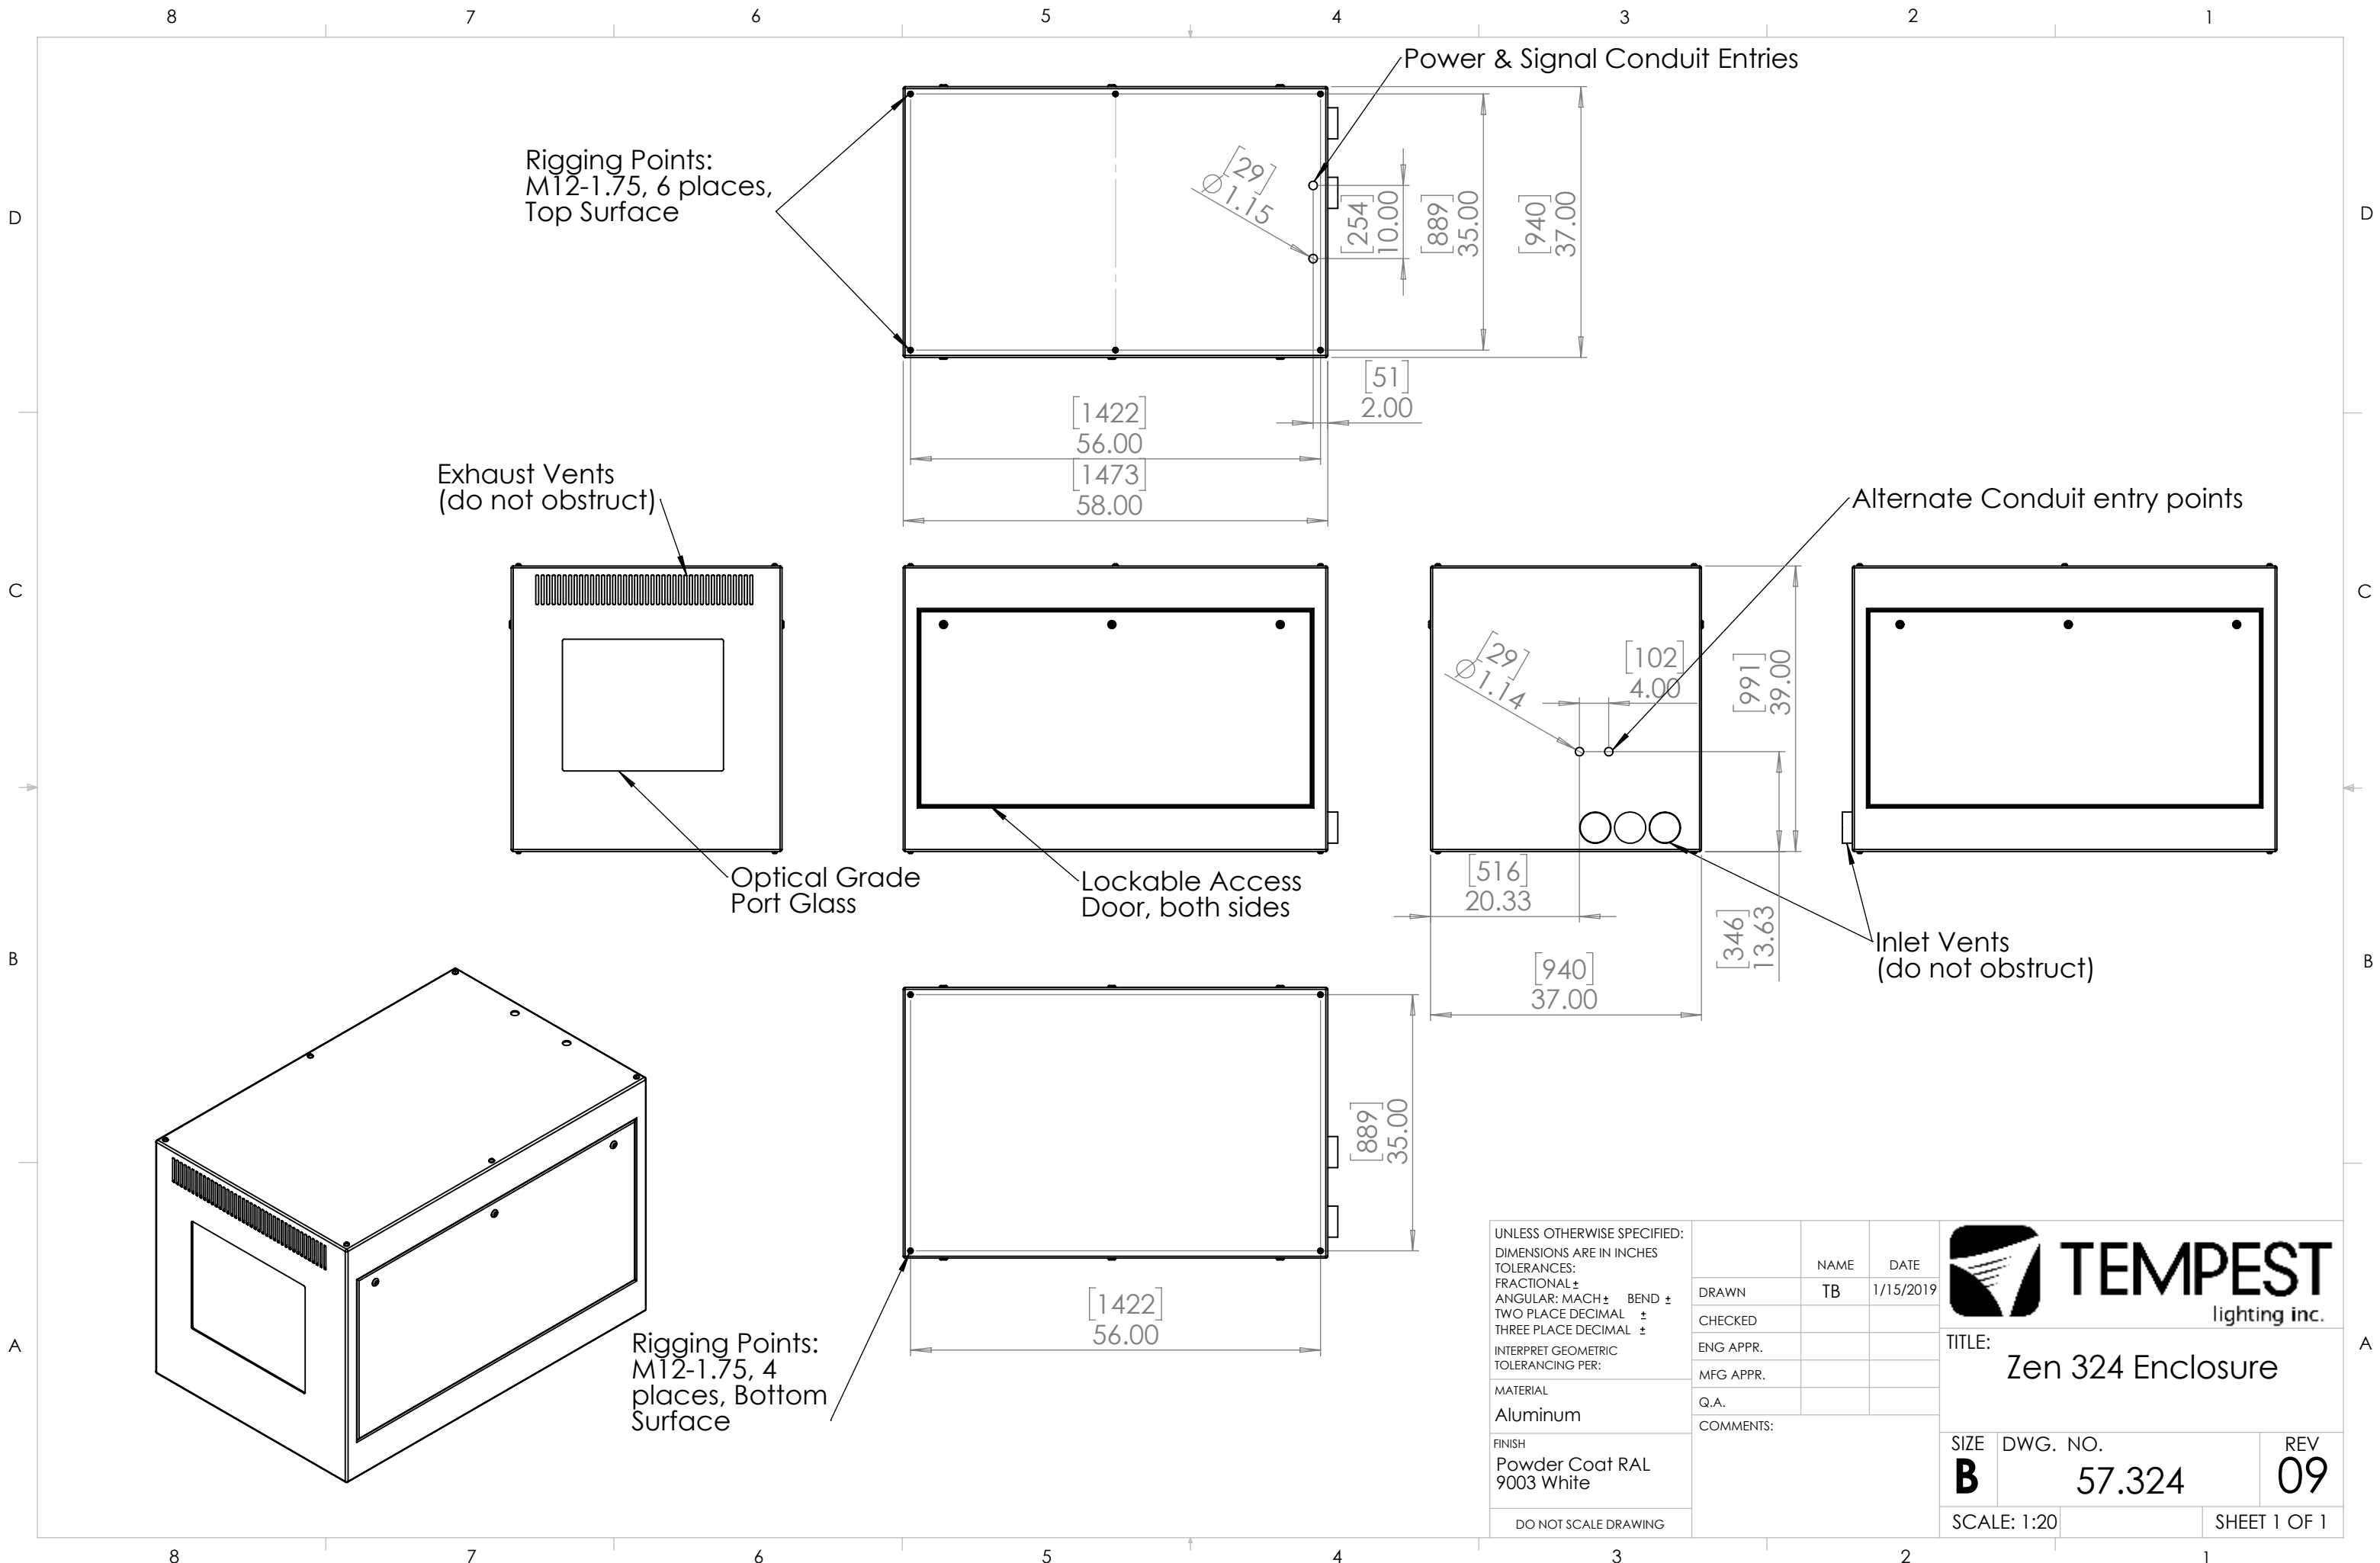 8 7 6 5 4 3 2 1
Power & Signal Conduit Entries
Rigging Points:
M12-1.75, 6 places,
Top Surface
[29]
∅1.15
[254]
10.00
[889]
35.00
[940]
37.00
D
D
[51]
2.00
[1422]
56.00
[1473]
58.00
Exhaust Vents
(do not obstruct)
Alternate Conduit entry points
C
C
[29]
∅1.14
[102]
4.00
[991]
39.00
Optical Grade
Port Glass
Lockable Access
Door, both sides
[516]
20.33
[346]
13.63
Inlet Vents
(do not obstruct)
[940]
37.00
B
B
[889]
35.00
[1422]
56.00
Rigging Points:
M12-1.75, 4
places, Bottom
Surface
A
A
UNLESS OTHERWISE SPECIFIED:
DIMENSIONS ARE IN INCHES
TOLERANCES:
FRACTIONAL ±
ANGULAR: MACH ± BEND ±
TWO PLACE DECIMAL ±
THREE PLACE DECIMAL ±
INTERPRET GEOMETRIC
TOLERANCING PER:
MATERIAL
Aluminum
FINISH
Powder Coat RAL
9003 White
DO NOT SCALE DRAWING
NAME DATE
DRAWN TB 1/15/2019
CHECKED
ENG APPR.
MFG APPR.
Q.A.
COMMENTS:
TEMPEST
lighting inc.
TITLE:
Zen 324 Enclosure
SIZE DWG. NO. REV
B 57.324 09
SCALE: 1:20 SHEET 1 OF 1
8 7 6 5 4 3 2 1